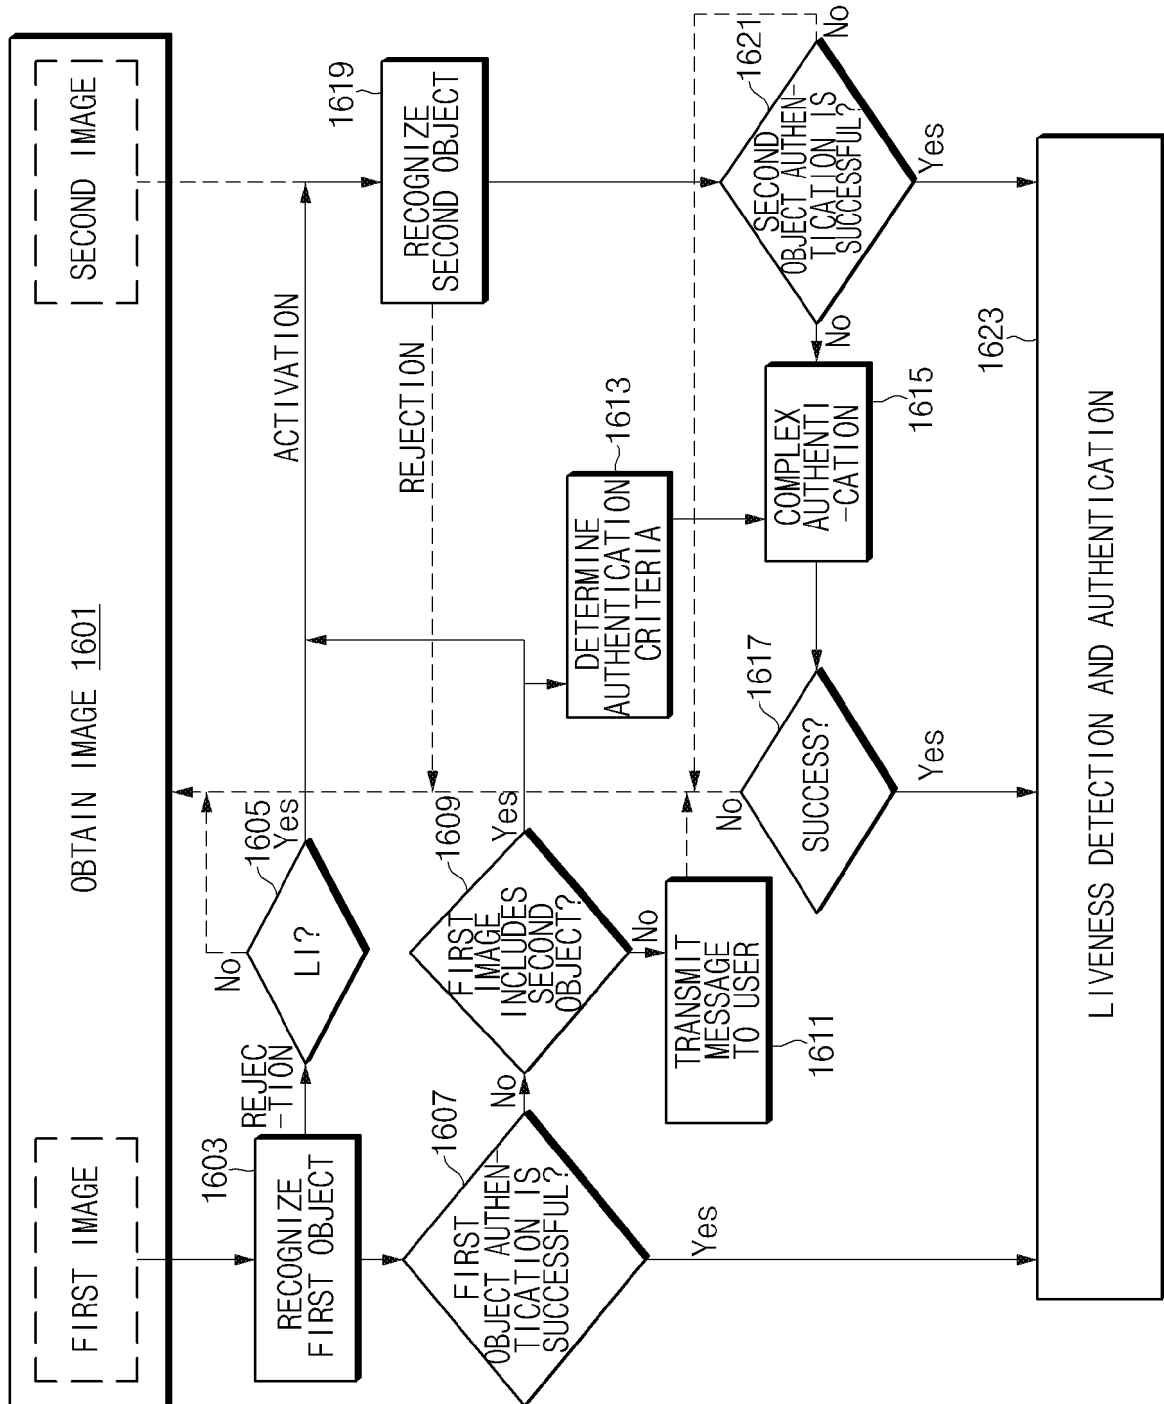 OBTAIN IMAGE 1601
FIRST IMAGE
SECOND IMAGE
1603
RECOGNIZE
FIRST OBJECT
REJEC
-TION
1605
LI?
No
Yes
ACTIVATION
1619
RECOGNIZE
SECOND OBJECT
REJECTION
1607
FIRST
OBJECT AUTHEN-
TICATION IS
SUCCESSFUL?
No
Yes
1609
FIRST
IMAGE
INCLUDES
SECOND
OBJECT?
Yes
No
TRANSMIT
MESSAGE
TO USER
1611
1613
DETERMINE
AUTHENTICATION
CRITERIA
1621
SECOND
OBJECT AUTHEN-
TICATION IS
SUCCESSFUL?
No
No
Yes
COMPLEX
AUTHENTI
-CATION
1615
1617
SUCCESS?
No
Yes
1623
LIVENESS DETECTION AND AUTHENTICATION